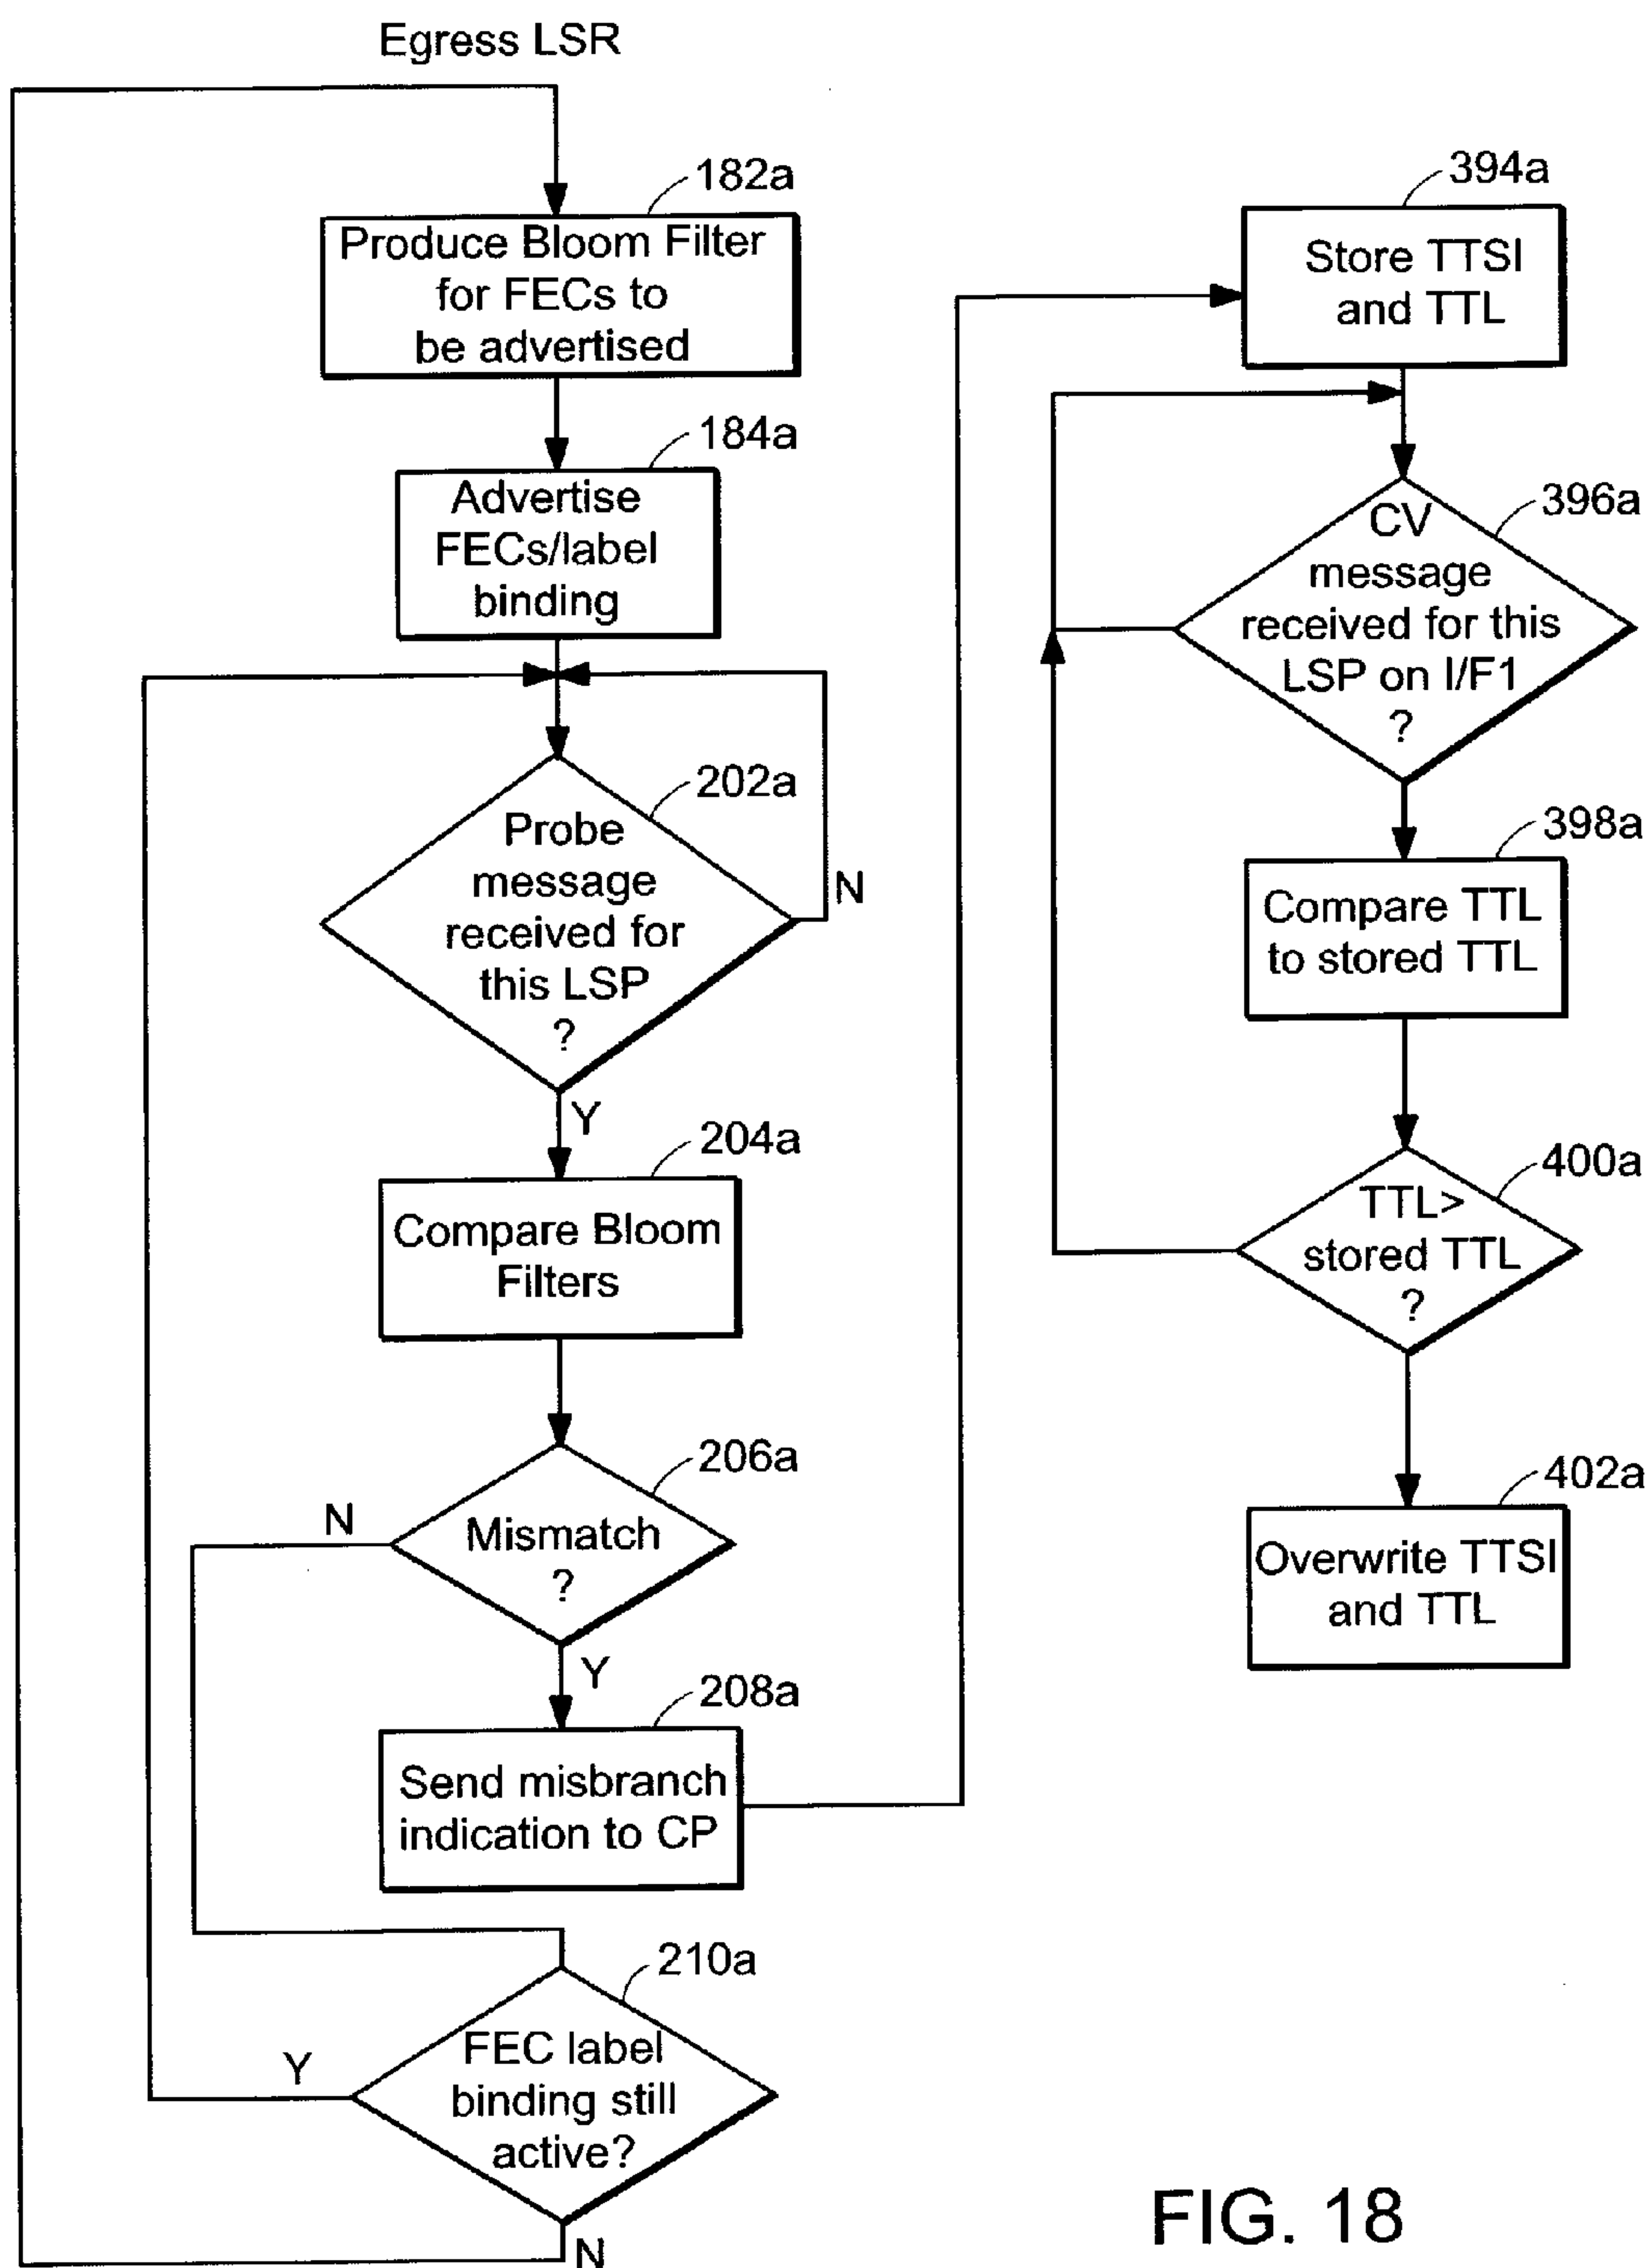 Egress LSR
182a
Produce Bloom Filter
for FECs to
be advertised
184a
Advertise
FECs/label
binding
202a
Probe
message
received for
this LSP
?
N
Y
204a
Compare Bloom
Filters
206a
Mismatch
?
N
Y
208a
Send misbranch
indication to CP
210a
FEC label
binding still
active?
Y
N
394a
Store TTSI
and TTL
396a
CV
message
received for this
LSP on I/F1
?
398a
Compare TTL
to stored TTL
400a
TTL>
stored TTL
?
402a
Overwrite TTSI
and TTL
FIG. 18